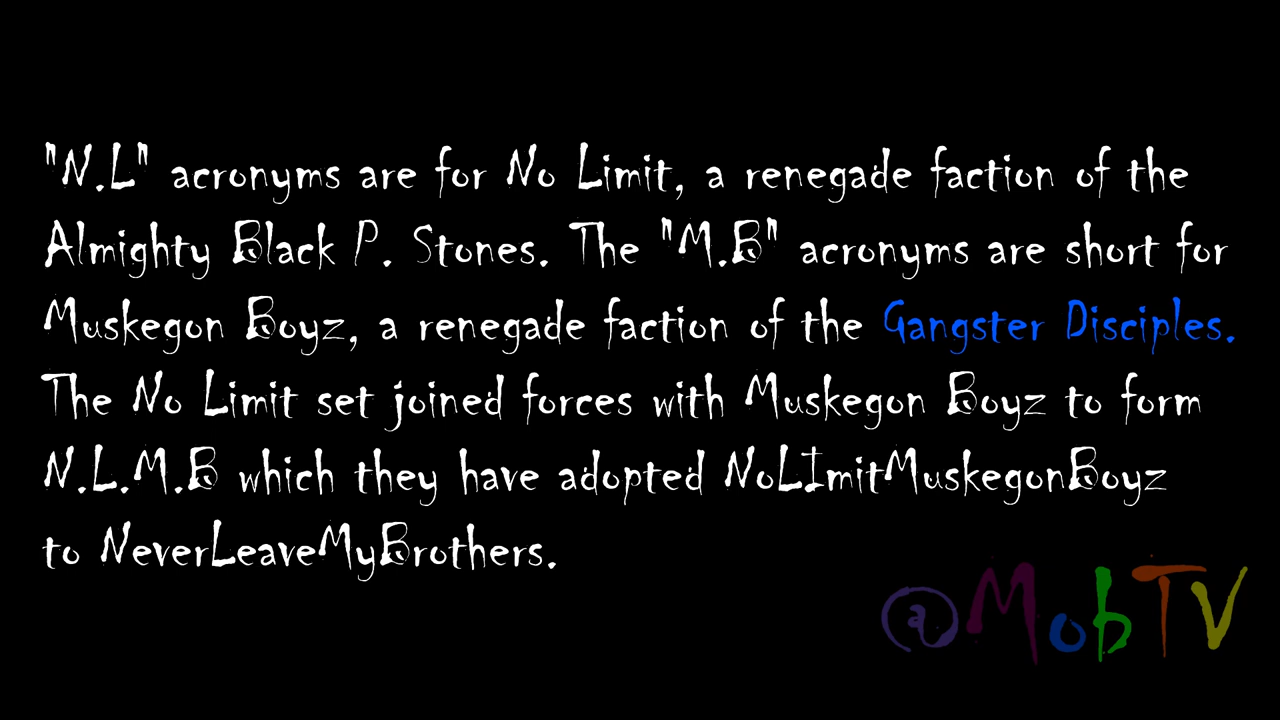 "N.L" acronyms are for No Limit, a renegade faction of the
Almighty Black P. Stones. The "M.B" acronyms are short for
Muskegon Boyz, a renegade faction of the Gangster Disciples.
The No Limit set joined forces with Muskegon Boyz to form
N.L.M.B which they have adopted NoLImitMuskegonBoyz
to NeverLeaveMyBrothers.
@MobTV